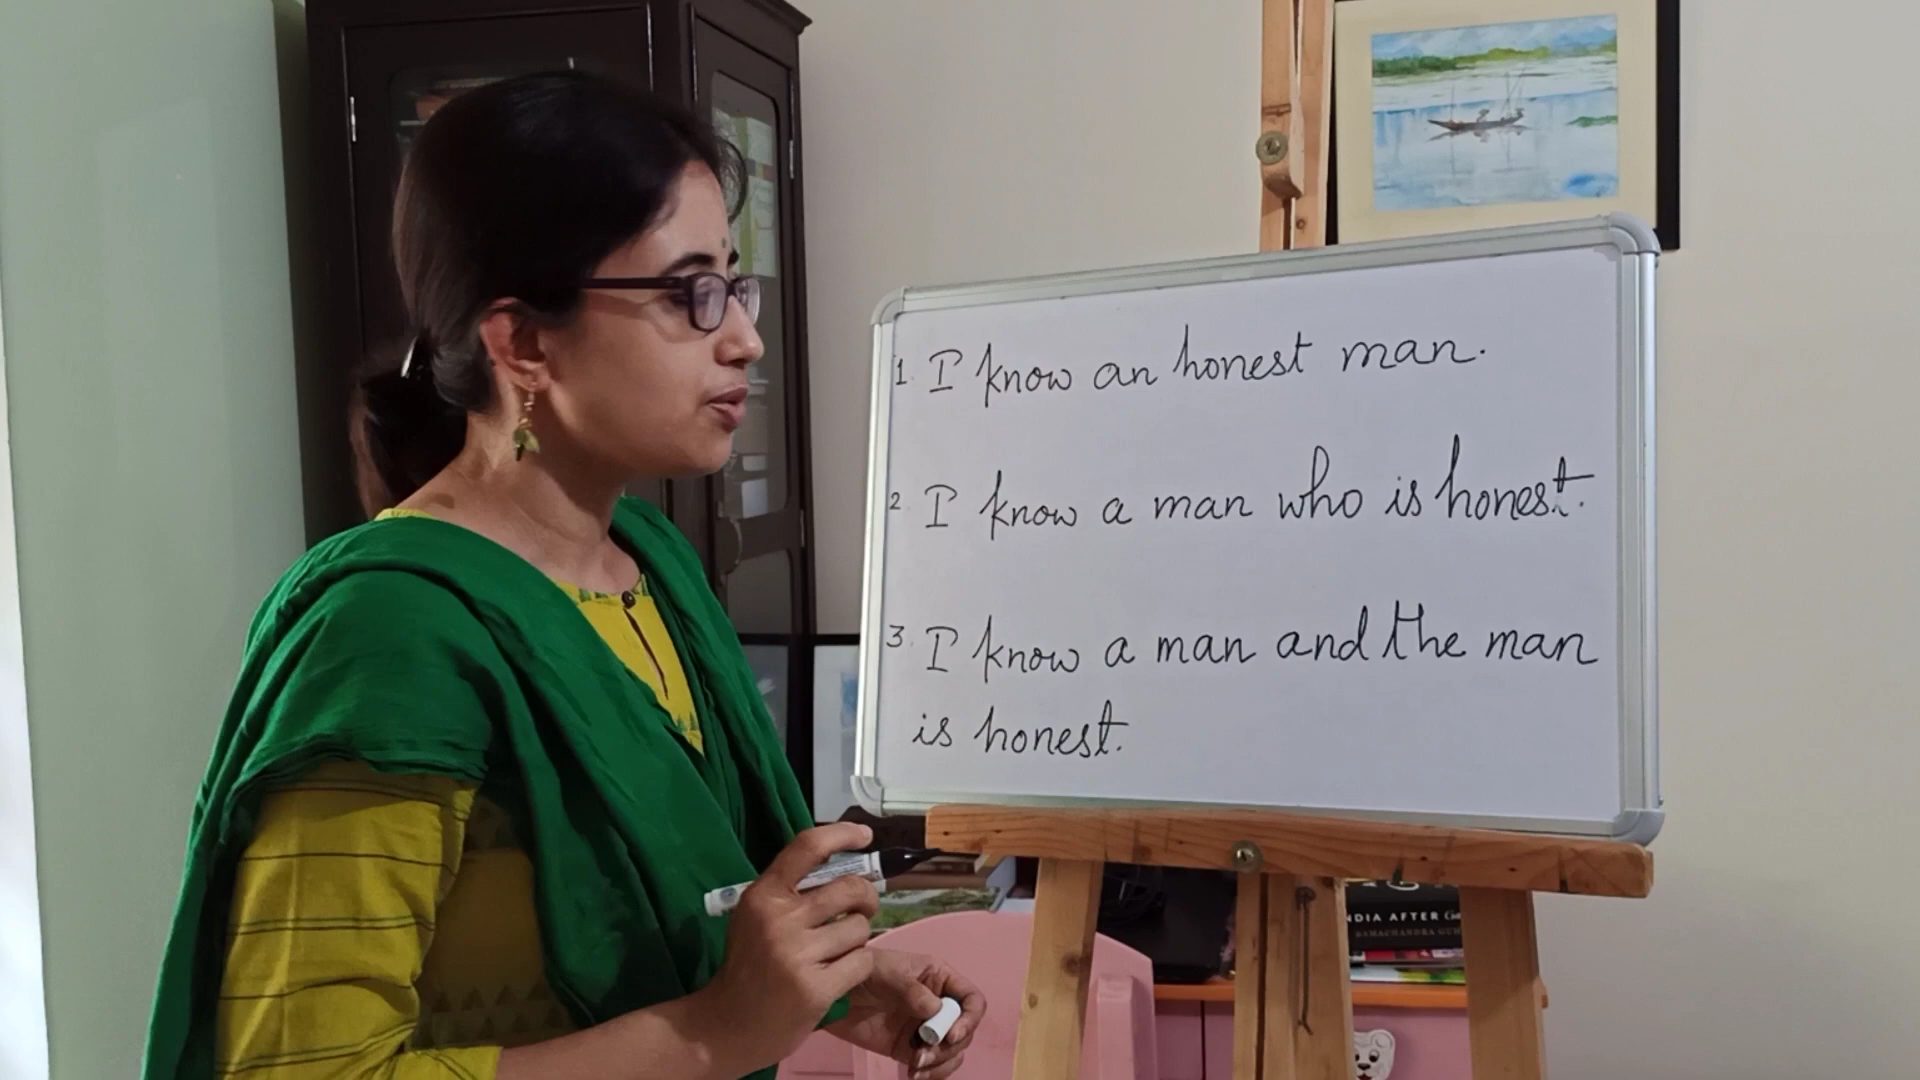 1. I know an honest man.
2 I know a man who is honest.
3. I know a man and the man
is honest.
INDIA AFTER
RAMACHANDRA